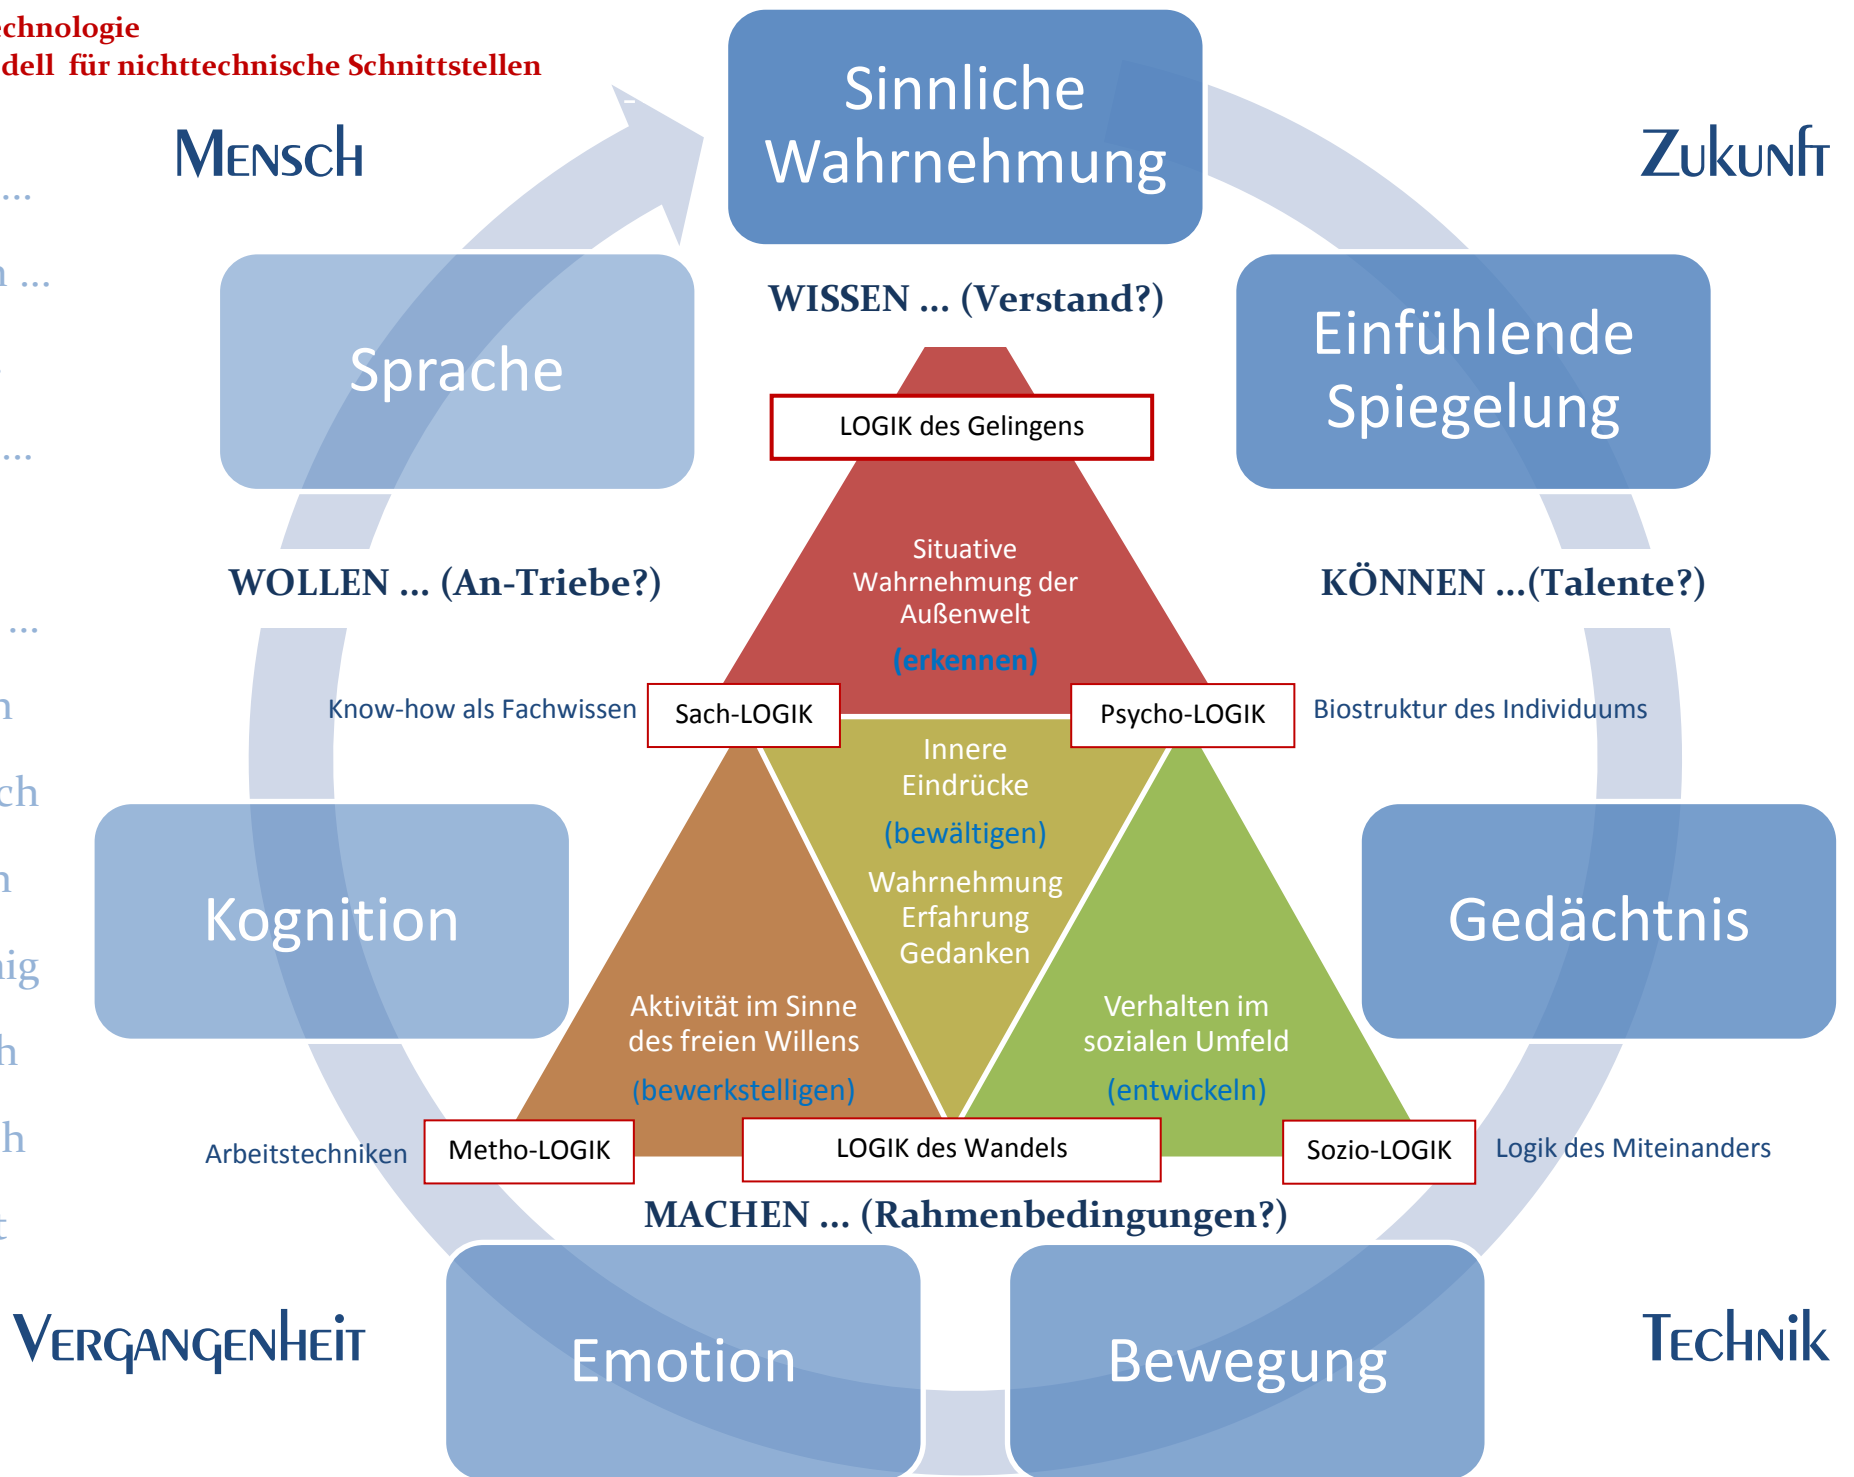 dell für nichttechnische Schnittstellen
Mensch
Zukunft
Sinnliche
Wahrnehmung
Sprache
WISSEN ... (Verstand?)
Einfühlende
Spiegelung
LOGIK des Gelingens
Situative
Wahrnehmung der
Außenwelt
(erkennen)
WOLLEN ... (An-Triebe?)
KÖNNEN ...(Talente?)
Know-how als Fachwissen
Sach-LOGIK
Psycho-LOGIK
Biostruktur des Individuums
Innere
Eindrücke
(bewältigen)
Wahrnehmung
Erfahrung
Gedanken
Kognition
Gedächtnis
Aktivität im Sinne
des freien Willens
(bewerkstelligen)
Verhalten im
sozialen Umfeld
(entwickeln)
Arbeitstechniken
Metho-LOGIK
LOGIK des Wandels
Sozio-LOGIK
Logik des Miteinanders
MACHEN ... (Rahmenbedingungen?)
Vergangenheit
Emotion
Bewegung
Technik